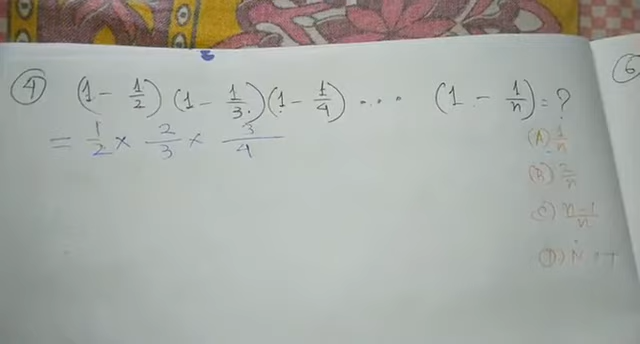 ④ (1 - 1/2) (1 - 1/3) (1 - 1/4) .... (1 - 1/n) = ?
= 1/2 × 2/3 × 3/4
(A) 1/n
(B) 2/n
(C) n-1/n
(D)
6